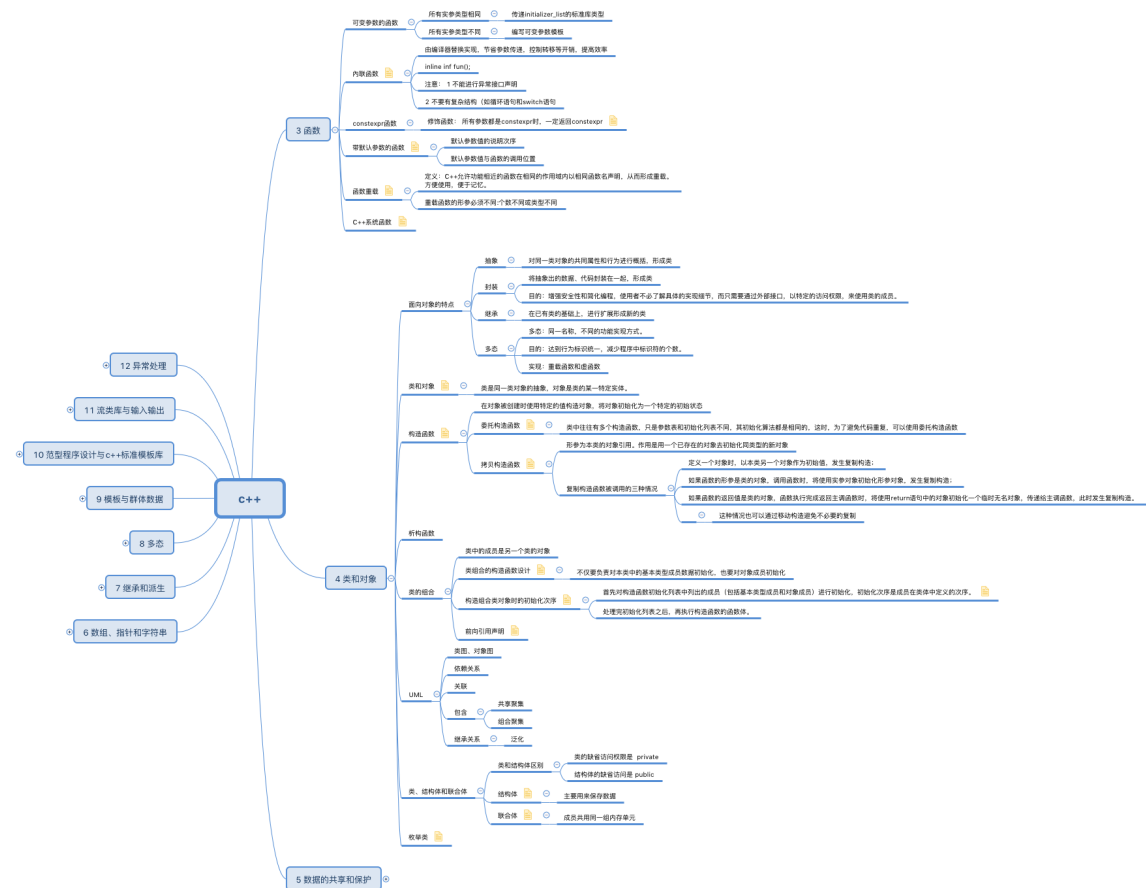 c++
3 函数
可变参数的函数
所有实参类型相同
传递initializer_list的标准库类型
所有实参类型不同
编写可变参数模板
内联函数
由编译器替换实现，节省参数传递，控制转移等开销，提高效率
inline inf fun();
注意： 1 不能进行异常接口声明
2 不要有复杂结构（如循环语句和switch语句
constexpr函数
修饰函数： 所有参数都是constexpr时，一定返回constexpr
带默认参数的函数
默认参数值的说明次序
默认参数值与函数的调用位置
函数重载
定义：C++允许功能相近的函数在相同的作用域内以相同函数名声明，从而形成重载。
方便使用，便于记忆。
重载函数的形参必须不同:个数不同或类型不同
C++系统函数
4 类和对象
面向对象的特点
抽象
对同一类对象的共同属性和行为进行概括，形成类
封装
将抽象出的数据、代码封装在一起，形成类
目的：增强安全性和简化编程，使用者不必了解具体的实现细节，而只需要通过外部接口，以特定的访问权限，来使用类的成员。
继承
在已有类的基础上，进行扩展形成新的类
多态
多态：同一名称，不同的功能实现方式。
目的：达到行为标识统一，减少程序中标识符的个数。
实现：重载函数和虚函数
类和对象
类是同一类对象的抽象，对象是类的某一特定实体。
构造函数
在对象被创建时使用特定的值构造对象，将对象初始化为一个特定的初始状态
委托构造函数
类中往往有多个构造函数，只是参数表和初始化列表不同，其初始化算法都是相同的，这时，为了避免代码重复，可以使用委托构造函数
拷贝构造函数
形参为本类的对象引用。作用是用一个已存在的对象去初始化同类型的新对象
复制构造函数被调用的三种情况
定义一个对象时，以本类另一个对象作为初始值，发生复制构造；
如果函数的形参是类的对象，调用函数时，将使用实参对象初始化形参对象，发生复制构造；
如果函数的返回值是类的对象，函数执行完成返回主调函数时，将使用return语句中的对象初始化一个临时无名对象，传递给主调函数，此时发生复制构造。
这种情况也可以通过移动构造避免不必要的复制
析构函数
类的组合
类中的成员是另一个类的对象
类组合的构造函数设计
不仅要负责对本类中的基本类型成员数据初始化，也要对对象成员初始化
构造组合类对象时的初始化次序
首先对构造函数初始化列表中列出的成员（包括基本类型成员和对象成员）进行初始化，初始化次序是成员在类体中定义的次序。
处理完初始化列表之后，再执行构造函数的函数体。
前向引用声明
UML
类图、对象图
依赖关系
关联
包含
共享聚集
组合聚集
继承关系
泛化
类、结构体和联合体
类和结构体区别
类的缺省访问权限是 private
结构体的缺省访问是 public
结构体
主要用来保存数据
联合体
成员共用同一组内存单元
枚举类
5 数据的共享和保护
12 异常处理
11 流类库与输入输出
10 范型程序设计与c++标准模板库
9 模板与群体数据
8 多态
7 继承和派生
6 数组、指针和字符串